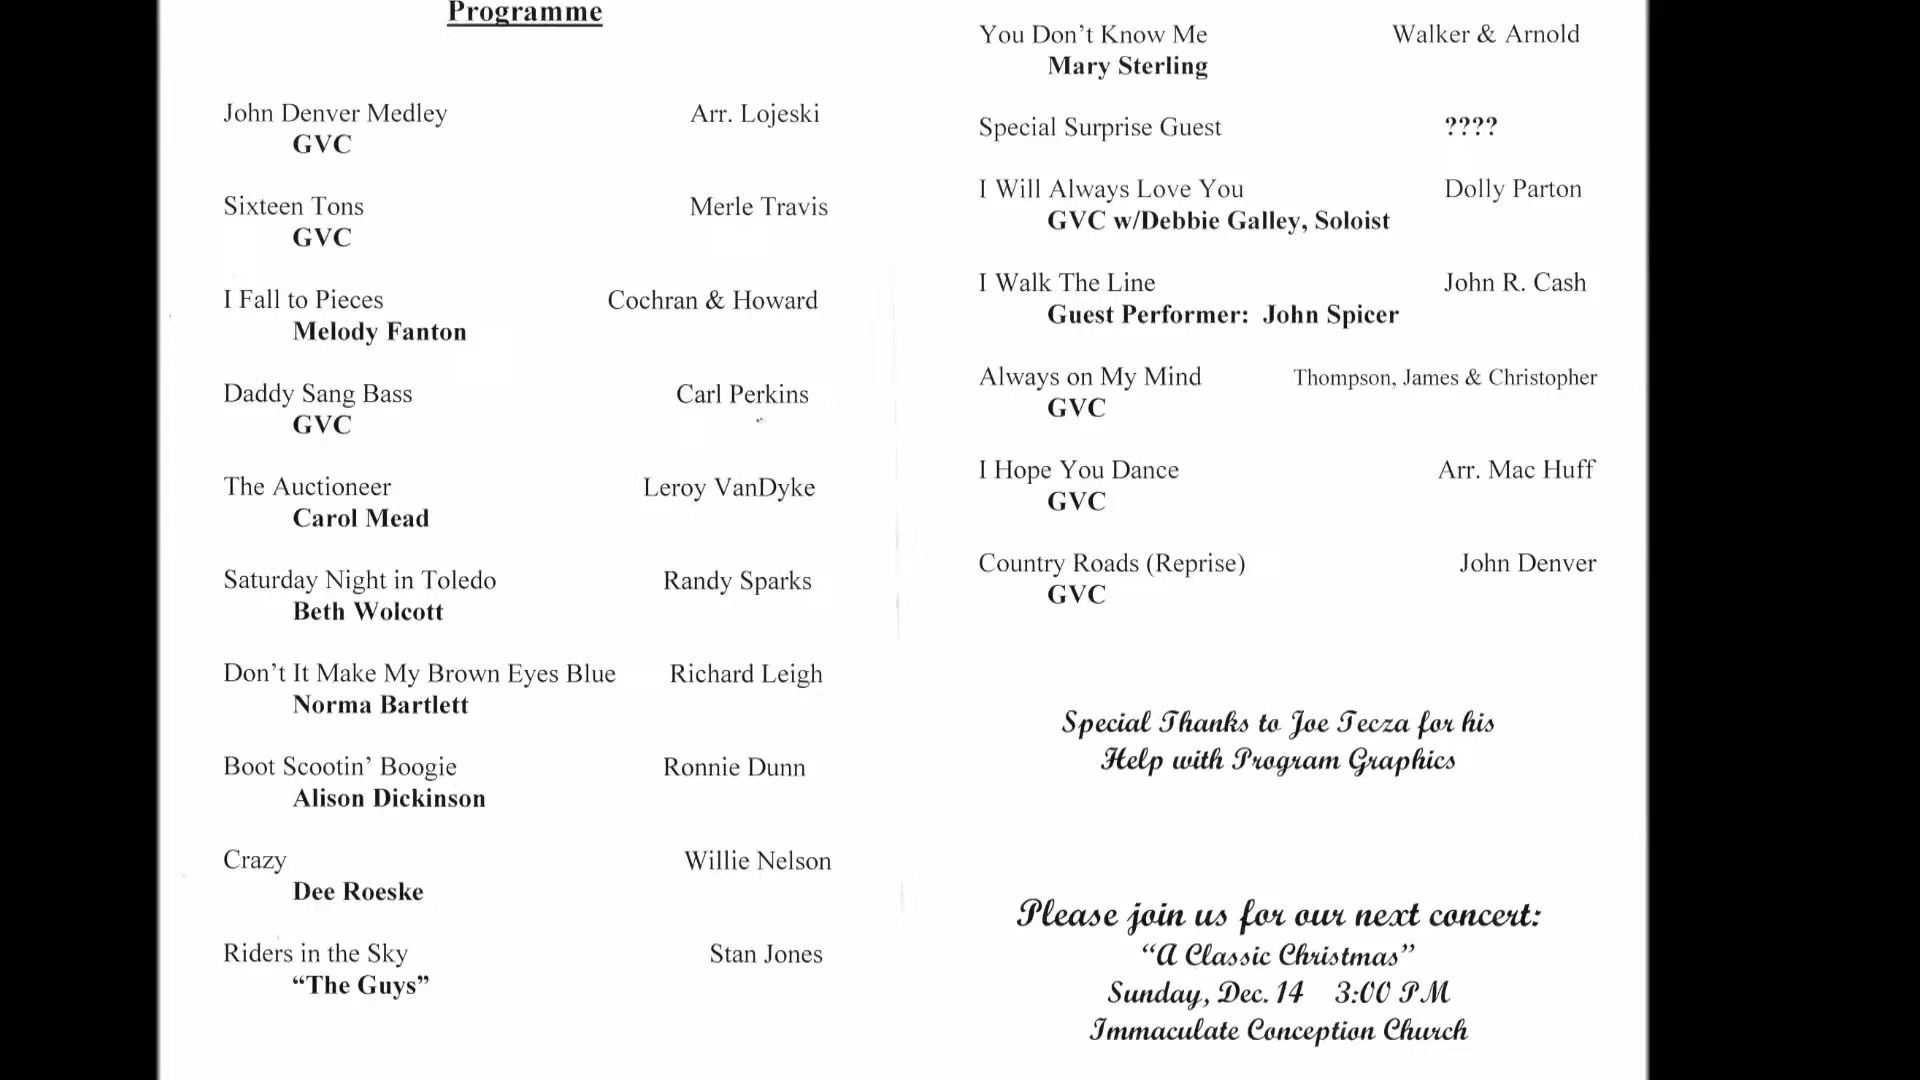 Programme
John Denver Medley Arr. Lojeski
GVC
Sixteen Tons Merle Travis
GVC
I Fall to Pieces Cochran & Howard
Melody Fanton
Daddy Sang Bass Carl Perkins
GVC
The Auctioneer Leroy VanDyke
Carol Mead
Saturday Night in Toledo Randy Sparks
Beth Wolcott
Don’t It Make My Brown Eyes Blue Richard Leigh
Norma Bartlett
Boot Scootin’ Boogie Ronnie Dunn
Alison Dickinson
Crazy Willie Nelson
Dee Roeske
Riders in the Sky Stan Jones
“The Guys”
You Don’t Know Me Walker & Arnold
Mary Sterling
Special Surprise Guest ????
I Will Always Love You Dolly Parton
GVC w/Debbie Galley, Soloist
I Walk The Line John R. Cash
Guest Performer: John Spicer
Always on My Mind Thompson, James & Christopher
GVC
I Hope You Dance Arr. Mac Huff
GVC
Country Roads (Reprise) John Denver
GVC
Special Thanks to Joe Tecza for his
Help with Program Graphics
Please join us for our next concert:
“A Classic Christmas”
Sunday, Dec. 14 3:00 PM
Immaculate Conception Church